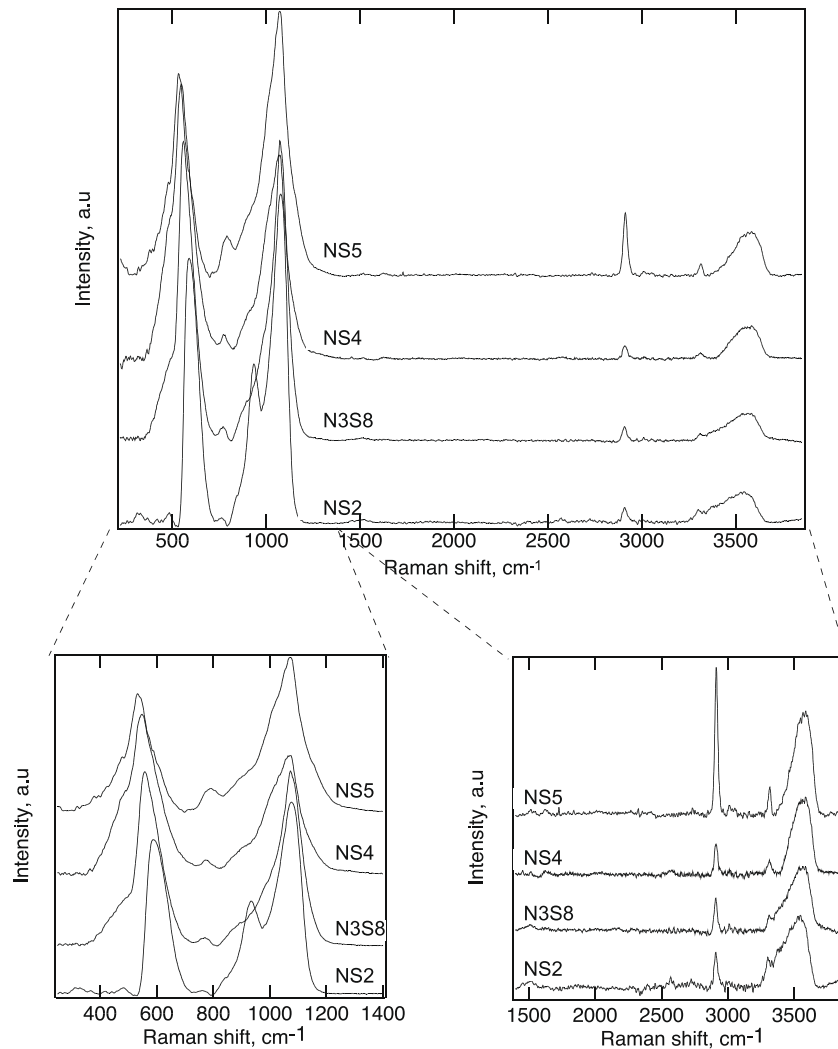 Intensity, a.u
NS5
NS4
N3S8
NS2
500 1000 1500 2000 2500 3000 3500
Raman shift, cm-1
Intensity, a.u
NS5
NS4
N3S8
NS2
400 600 800 1000 1200 1400
Raman shift, cm-1
Intensity, a.u
NS5
NS4
N3S8
NS2
1500 2000 2500 3000 3500
Raman shift, cm-1